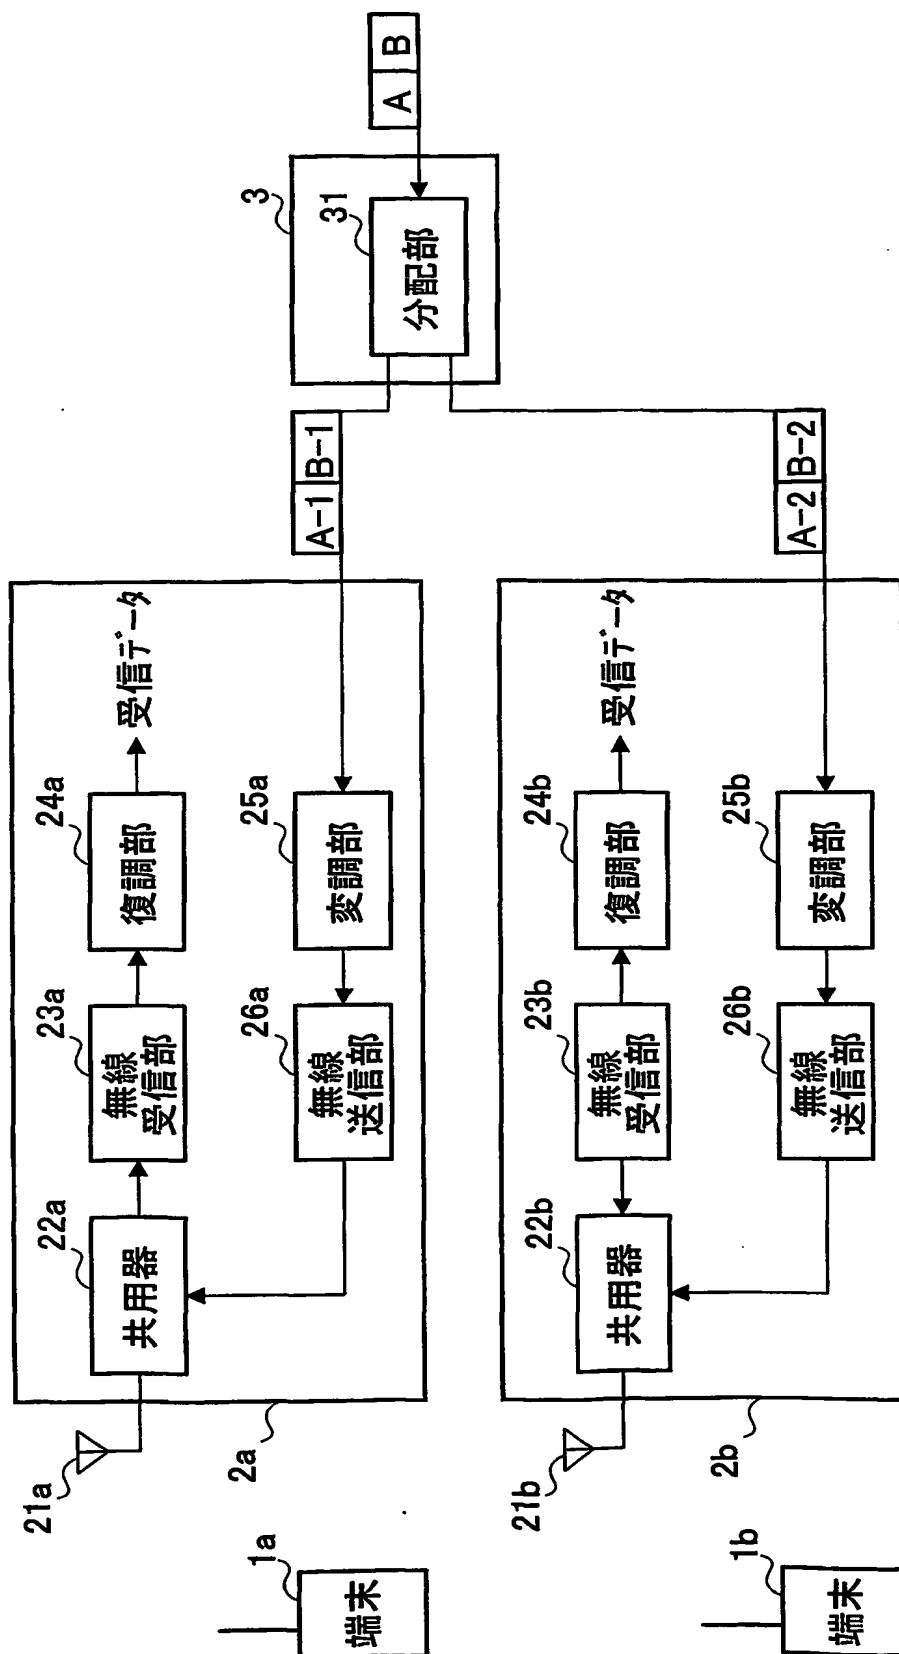 1a
端末
21a
2a
22a
共用器
23a
無線
受信部
24a
復調部
受信データ
26a
無線
送信部
25a
変調部
A-1 B-1
3
31
分配部
A B
1b
端末
21b
2b
22b
共用器
23b
無線
受信部
24b
復調部
受信データ
26b
無線
送信部
25b
変調部
A-2 B-2